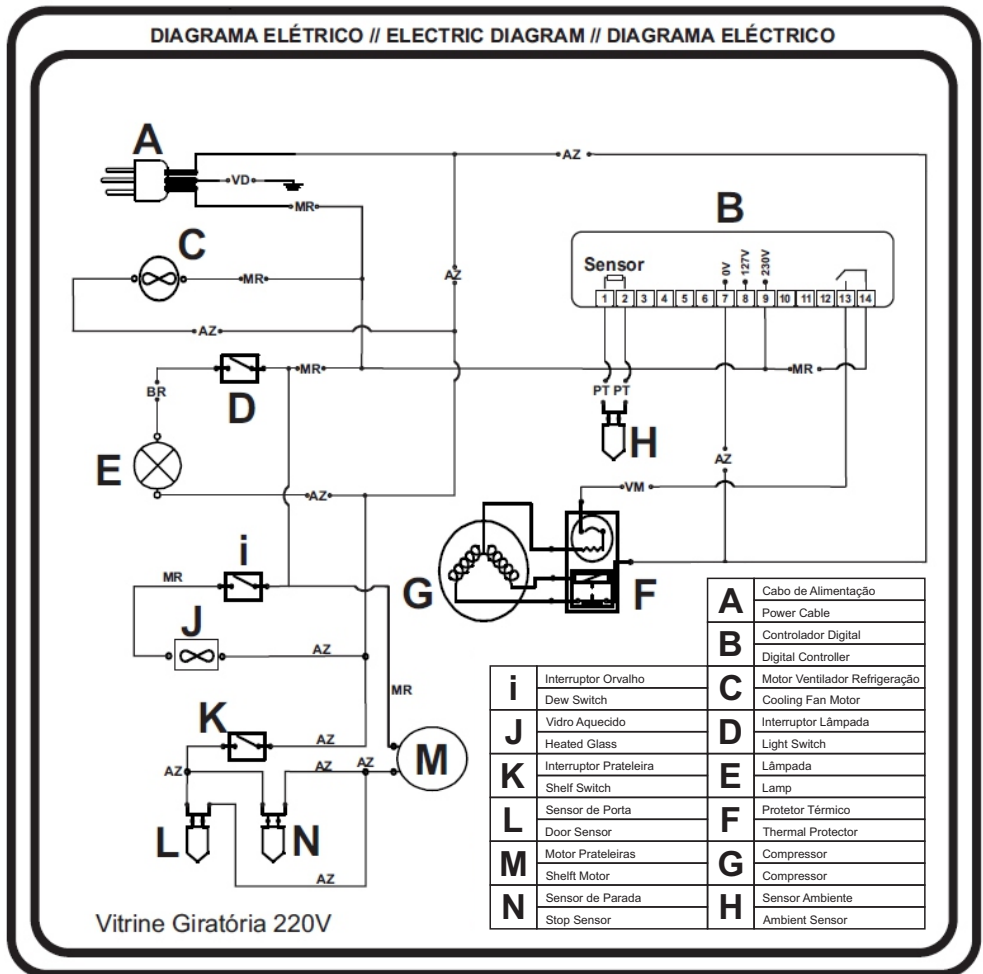 DIAGRAMA ELÉTRICO // ELECTRIC DIAGRAM // DIAGRAMA ELÉCTRICO
A
AZ
VD
MR
B
C
MR
AZ
AZ
Sensor
0V
127V
230V
1 2 3 4 5 6 7 8 9 10 11 12 13 14
MR
MR
BR
D
PT PT
H
E
AZ
AZ
VM
i
G
F
MR
J
AZ
MR
K
AZ
AZ
AZ
AZ
M
L
N
AZ
Vitrine Giratória 220V
A
Cabo de Alimentação
Power Cable
B
Controlador Digital
Digital Controller
i
Interruptor Orvalho
Dew Switch
C
Motor Ventilador Refrigeração
Cooling Fan Motor
J
Vidro Aquecido
Heated Glass
D
Interruptor Lâmpada
Light Switch
K
Interruptor Prateleira
Shelf Switch
E
Lâmpada
Lamp
L
Sensor de Porta
Door Sensor
F
Protetor Térmico
Thermal Protector
M
Motor Prateleiras
Shelft Motor
G
Compressor
Compressor
N
Sensor de Parada
Stop Sensor
H
Sensor Ambiente
Ambient Sensor